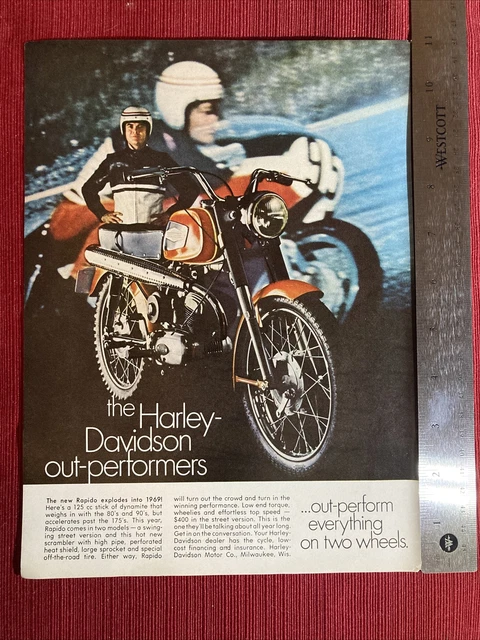 the Harley-
Davidson
out-performers
The new Rapido explodes into 1969!
Here's a 125 cc stick of dynamite that
weighs in with the 80's and 90's, but
accelerates past the 175's. This year,
Rapido comes in two models — a swing-
ing street version and this hot new
scrambler with high pipe, perforated
heat shield, large sprocket and special
off-the-road tire. Either way, Rapido
will turn out the crowd and turn in the
winning performance. Low end torque,
wheelies and effortless top speed —
$400 in the street version. This is the
one they'll be talking about all year long.
Get in on the conversation. Your Harley-
Davidson dealer has the cycle, low-
cost financing and insurance. Harley-
Davidson Motor Co., Milwaukee, Wis.
...out-perform
everything
on two wheels.
WESTCOTT
11
10
3
2
1
W